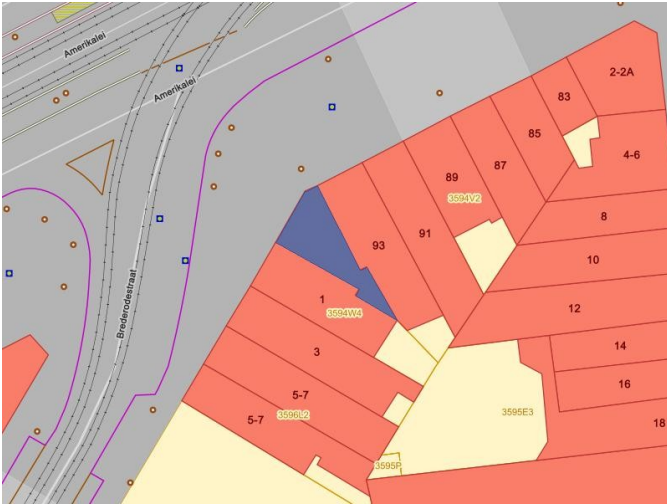 Amerikalei
Amerikalei
Brederodestraat
2-2A
83
85
4-6
87
89
3594V2
8
91
93
10
1
3594W4
12
3
14
16
5-7
5-7
3596L2
3595E3
18
3595P